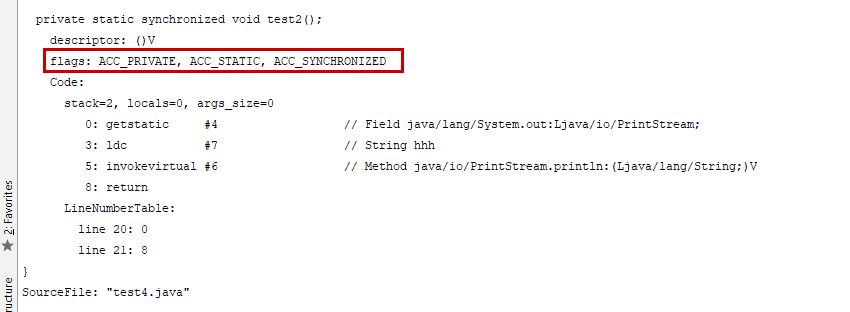 private static synchronized void test2();
descriptor: ()V
flags: ACC_PRIVATE, ACC_STATIC, ACC_SYNCHRONIZED
Code:
stack=2, locals=0, args_size=0
0: getstatic #4 // Field java/lang/System.out:Ljava/io/PrintStream;
3: ldc #7 // String hhh
5: invokevirtual #6 // Method java/io/PrintStream.println:(Ljava/lang/String;)V
8: return
LineNumberTable:
line 20: 0
line 21: 8
}
SourceFile: "test4.java"
2: Favorites
ructure